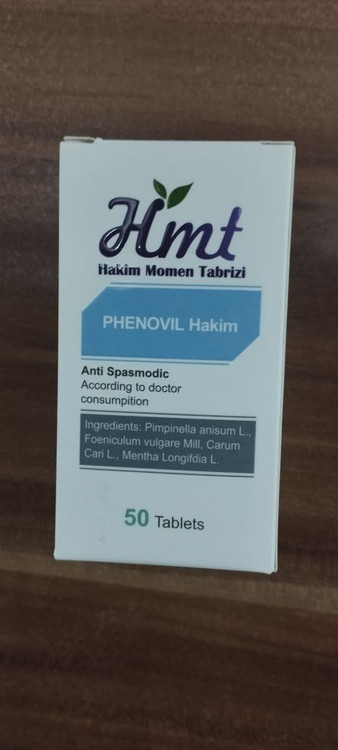 Hmt
Hakim Momen Tabrizi
PHENOVIL Hakim
Anti Spasmodic
According to doctor
consumpition
Ingredients: Pimpinella anisum L.,
Foeniculum vulgare Mill, Carum
Cari L., Mentha Longifdia L.
50 Tablets